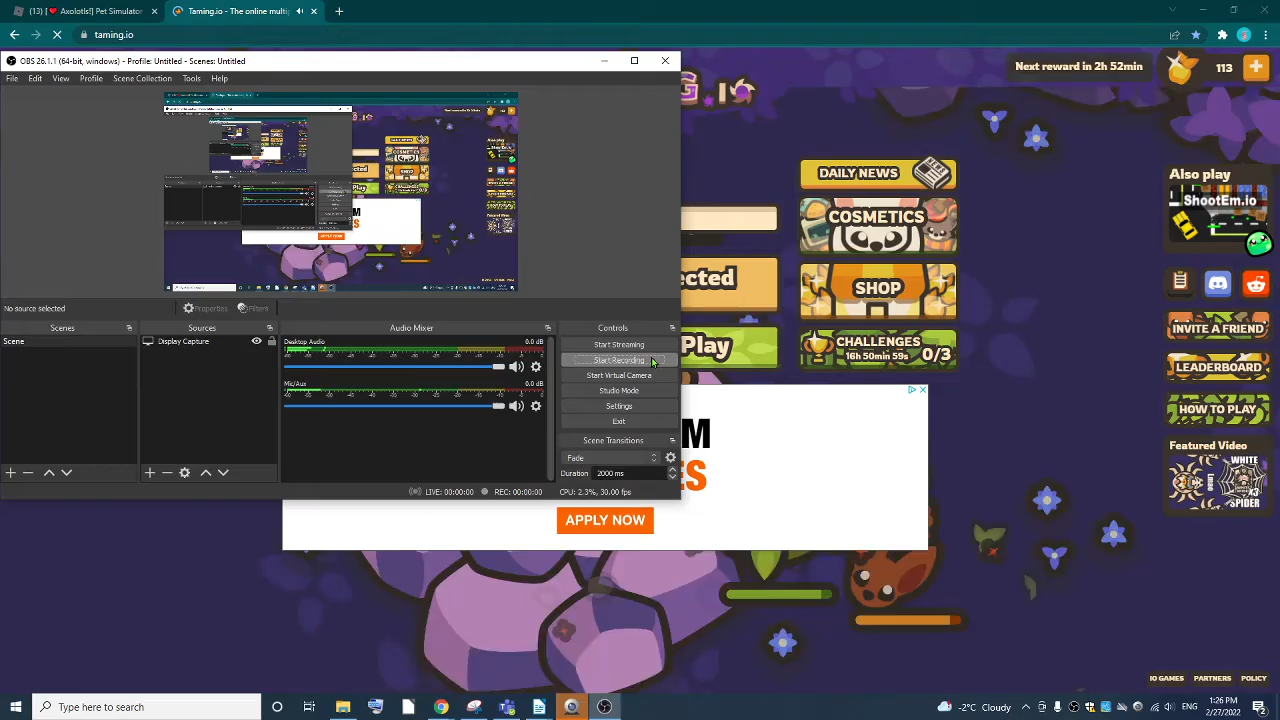 (13) [❤ Axolotls!] Pet Simulator
Taming.io - The online multip
taming.io
OBS 26.1.1 (64-bit, windows) - Profile: Untitled - Scenes: Untitled
File Edit View Profile Scene Collection Tools Help
Next reward in 2h 52min 113
DAILY NEWS
COSMETICS
SHOP
CHALLENGES
16h 50m 59s 0/3
Also play
ShootEm.io
INVITE A FRIEND
LEADERBOARD
HOW TO PLAY
Featured Video
WHITE
X3
SPIDER
ected
Play
No source selected Properties Filters
Scenes Sources Audio Mixer Controls
Scene
Display Capture
Desktop Audio 0.0 dB
Mic/Aux 0.0 dB
Start Streaming
Start Recording
Start Virtual Camera
Studio Mode
Settings
Exit
Scene Transitions
Fade
Duration 2000 ms
LIVE: 00:00:00 REC: 00:00:00 CPU: 2.3%, 30.00 fps
M
ES
APPLY NOW
IO GAMES PARTNERS POLICY
Type here to search
-2°C Cloudy ENG
1:26 PM
2/27/2022